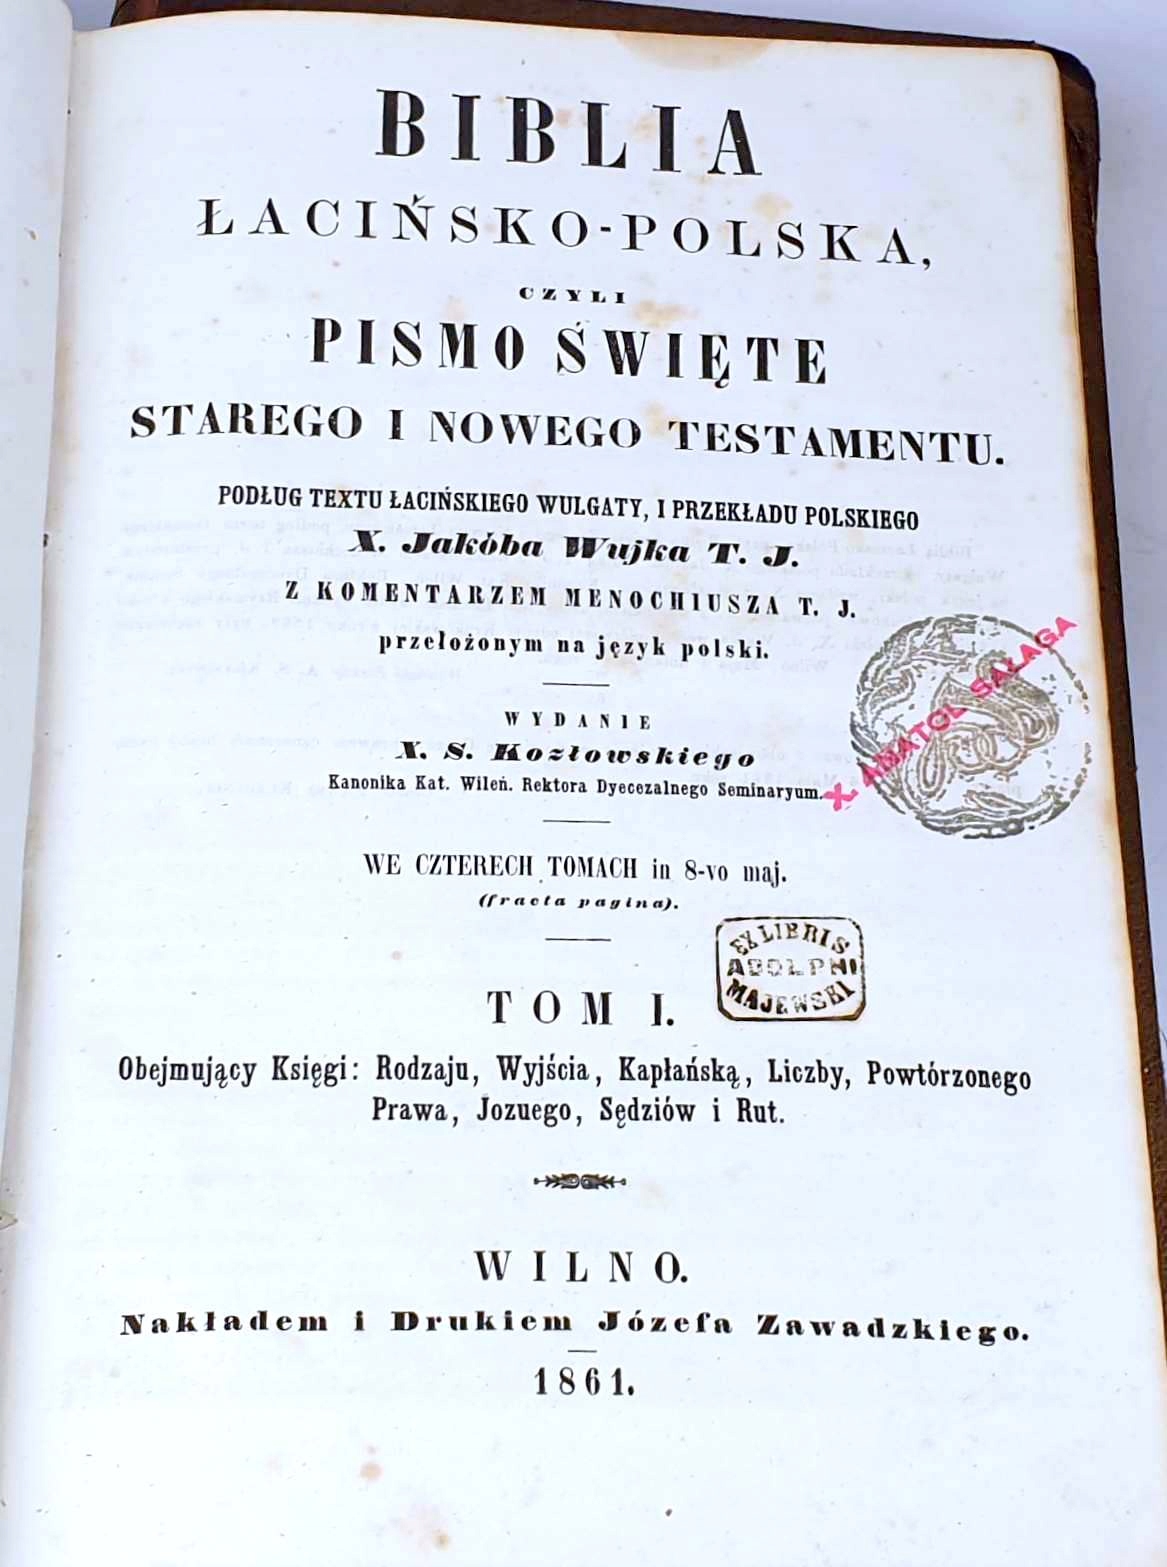 BIBLIA
ŁACIŃSKO-POLSKA,
CZYLI
PISMO ŚWIĘTE
STAREGO I NOWEGO TESTAMENTU.
PODŁUG TEXTU ŁACIŃSKIEGO WULGATY, I PRZEKŁADU POLSKIEGO
X. Jakóba Wujka T. J.
Z KOMENTARZEM MENOCHIUSZA T. J.
przełożonym na język polski.
X. ANATOL SAŁAGA
WYDANIE
X. S. Kozłowskiego
Kanonika Kat. Wileń. Rektora Dyecezalnego Seminaryum.
WE CZTERECH TOMACH in 8-vo maj.
(fracta pagina).
EX LIBRIS
ADOLPHI
MAJEWSKI
TOM I.
Obejmujący Księgi: Rodzaju, Wyjścia, Kapłańską, Liczby, Powtórzonego
Prawa, Jozuego, Sędziów i Rut.
WILNO.
Nakładem i Drukiem Józefa Zawadzkiego.
1861.